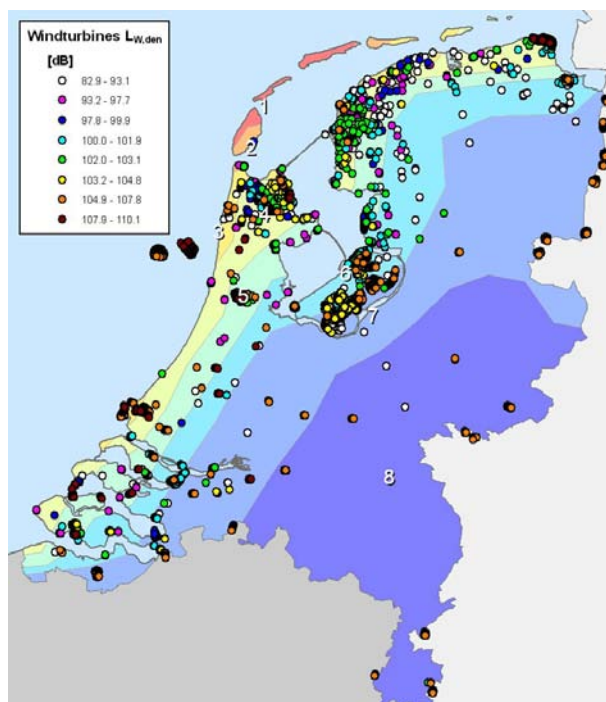 Windturbines LW,den
[dB]
82.9 - 93.1
93.2 - 97.7
97.8 - 99.9
100.0 - 101.9
102.0 - 103.1
103.2 - 104.8
104.9 - 107.8
107.9 - 110.1
1
2
3
4
5
6
7
8